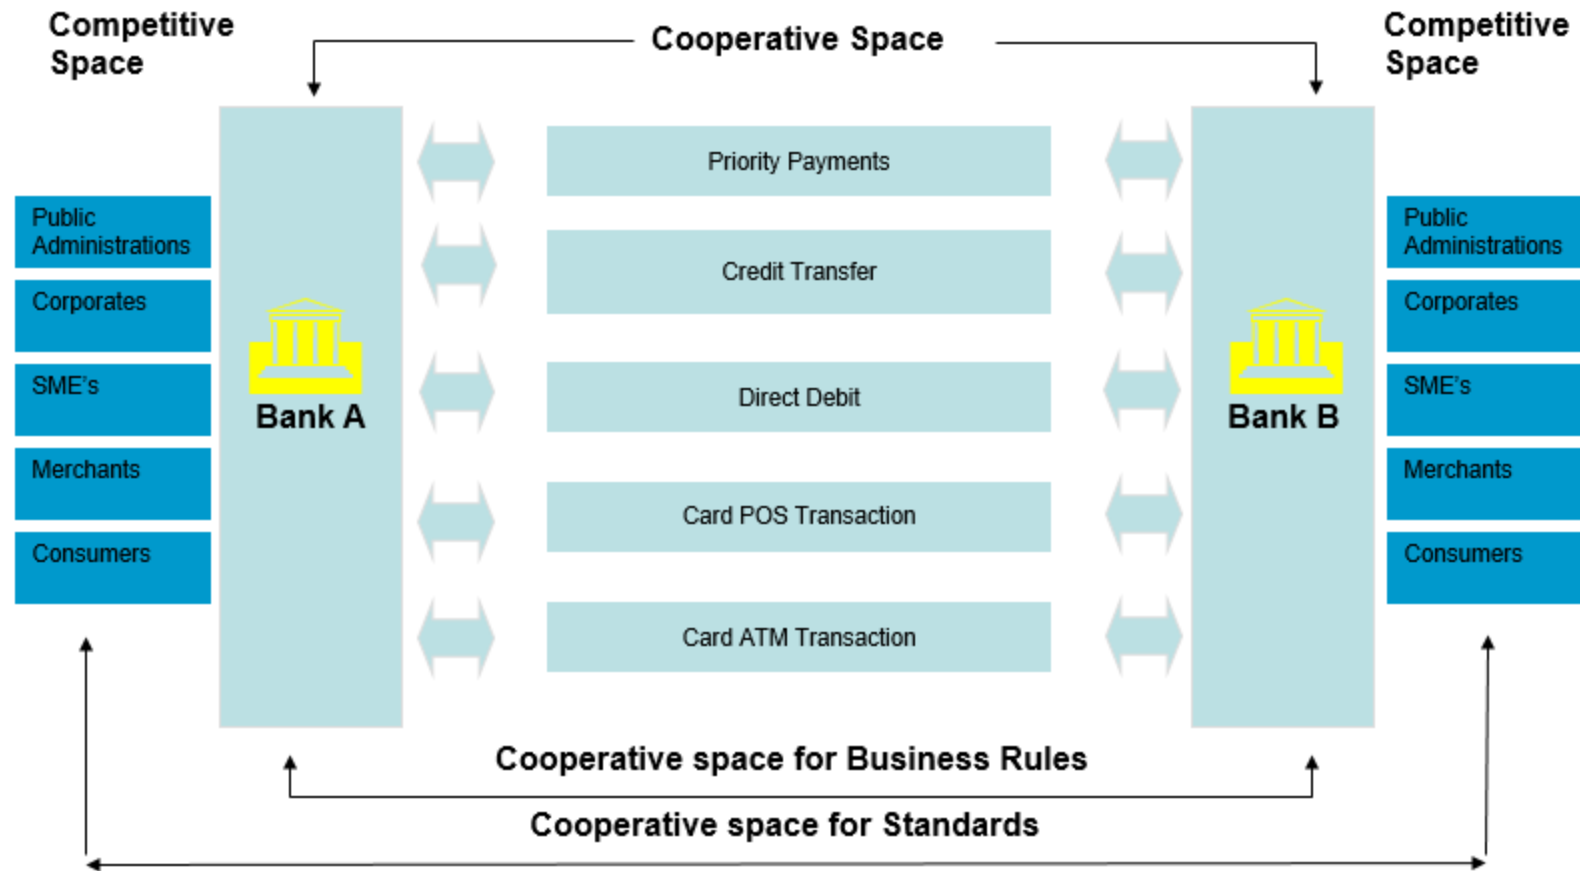 Competitive
Space
Cooperative Space
Competitive
Space
Priority Payments
Credit Transfer
Direct Debit
Card POS Transaction
Card ATM Transaction
Public
Administrations
Corporates
SME's
Merchants
Consumers
Bank A
Bank B
Public
Administrations
Corporates
SME's
Merchants
Consumers
Cooperative space for Business Rules
Cooperative space for Standards